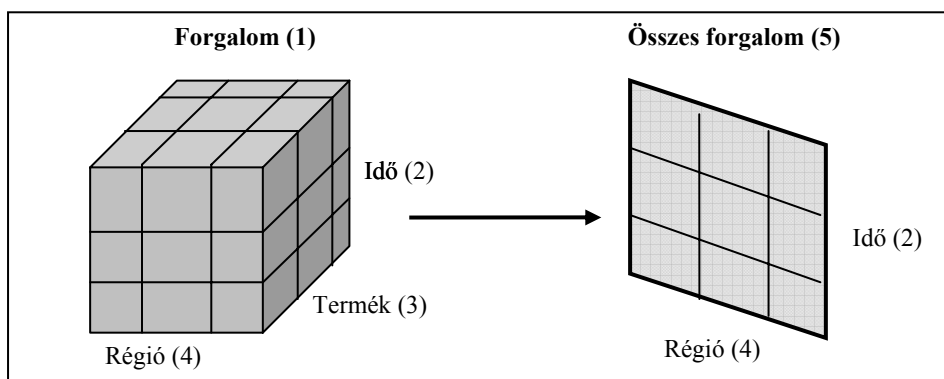 Forgalom (1)
Összes forgalom (5)
Idő (2)
Termék (3)
Régió (4)
Idő (2)
Régió (4)